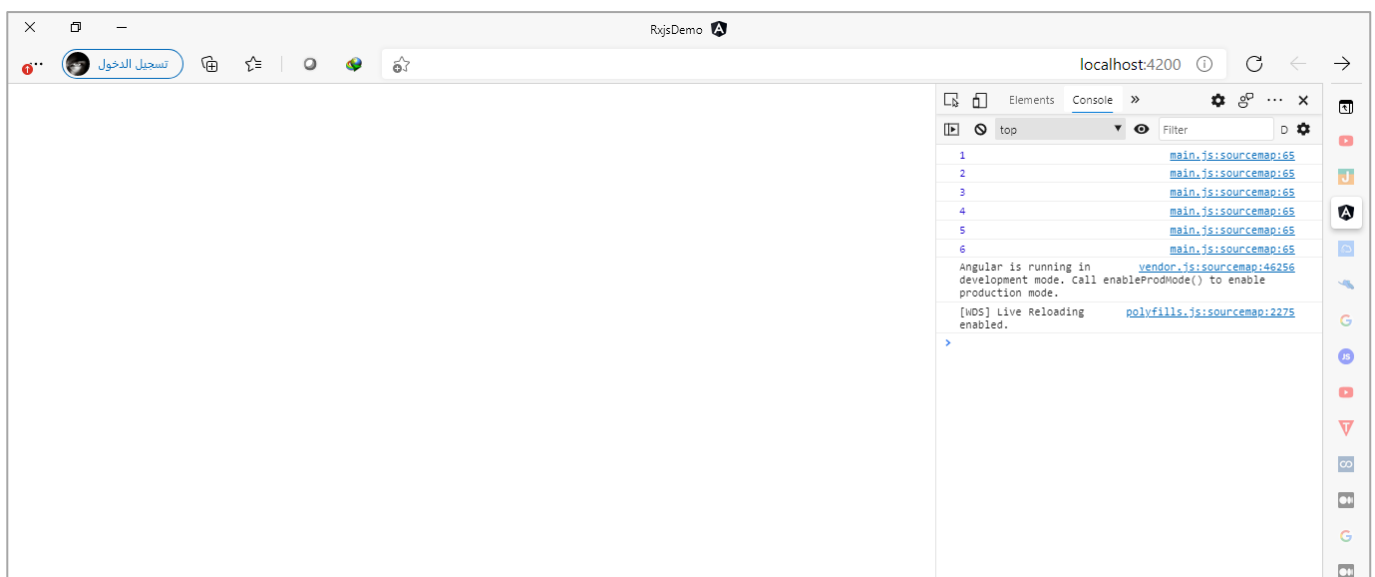 RxjsDemo
تسجيل الدخول
localhost:4200
Elements Console »
top Filter D
1 main.js:sourcemap:65
2 main.js:sourcemap:65
3 main.js:sourcemap:65
4 main.js:sourcemap:65
5 main.js:sourcemap:65
6 main.js:sourcemap:65
Angular is running in vendor.js:sourcemap:46256
development mode. Call enableProdMode() to enable
production mode.
[WDS] Live Reloading polyfills.js:sourcemap:2275
enabled.